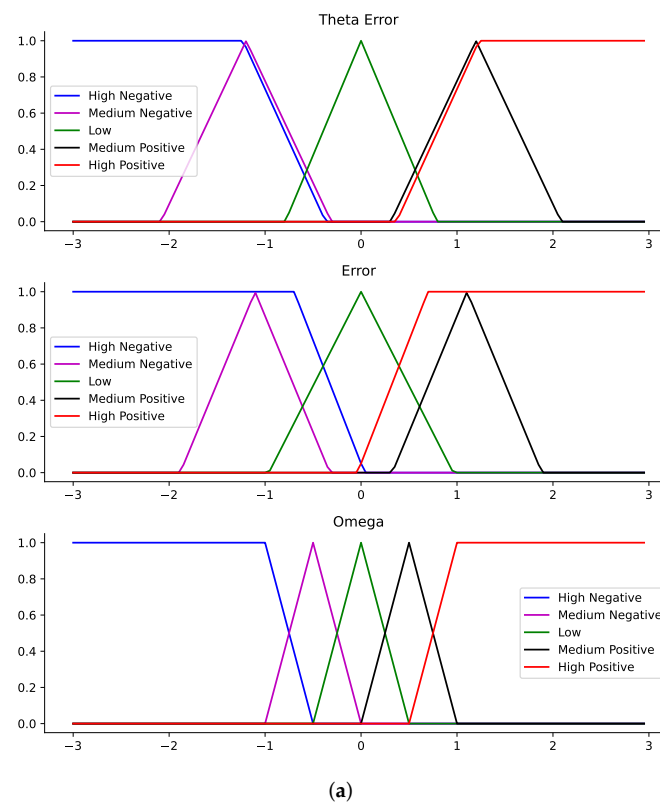 Theta Error
1.0
0.8
0.6
0.4
0.2
0.0
High Negative
Medium Negative
Low
Medium Positive
High Positive
−3 −2 −1 0 1 2 3
Error
1.0
0.8
0.6
0.4
0.2
0.0
High Negative
Medium Negative
Low
Medium Positive
High Positive
−3 −2 −1 0 1 2 3
Omega
1.0
0.8
0.6
0.4
0.2
0.0
High Negative
Medium Negative
Low
Medium Positive
High Positive
−3 −2 −1 0 1 2 3
(a)